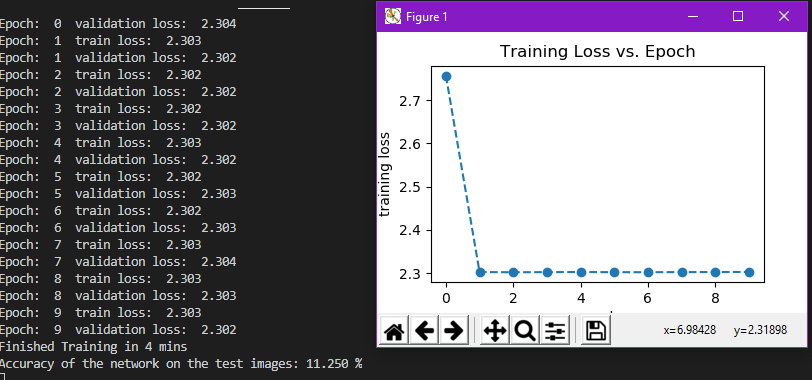 Epoch:  0  validation loss:  2.304
Epoch:  1  train loss:  2.303
Epoch:  1  validation loss:  2.302
Epoch:  2  train loss:  2.302
Epoch:  2  validation loss:  2.302
Epoch:  3  train loss:  2.302
Epoch:  3  validation loss:  2.302
Epoch:  4  train loss:  2.303
Epoch:  4  validation loss:  2.302
Epoch:  5  train loss:  2.302
Epoch:  5  validation loss:  2.303
Epoch:  6  train loss:  2.302
Epoch:  6  validation loss:  2.303
Epoch:  7  train loss:  2.303
Epoch:  7  validation loss:  2.304
Epoch:  8  train loss:  2.303
Epoch:  8  validation loss:  2.303
Epoch:  9  train loss:  2.303
Epoch:  9  validation loss:  2.302
Finished Training in 4 mins
Accuracy of the network on the test images: 11.250 %
Figure 1
Training Loss vs. Epoch
training loss
2.7
2.6
2.5
2.4
2.3
0 2 4 6 8
x=6.98428 y=2.31898